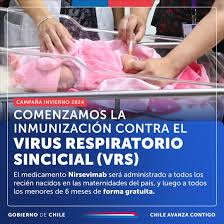 CAMPAÑA INVIERNO 2024
COMENZAMOS LA
INMUNIZACIÓN CONTRA EL
VIRUS RESPIRATORIO
SINCICIAL (VRS)
El medicamento Nirsevimab será administrado a todos los
recién nacidos en las maternidades del país, y luego a todos
los menores de 6 meses de forma gratuita.
GOBIERNO DE CHILE
CHILE AVANZA CONTIGO